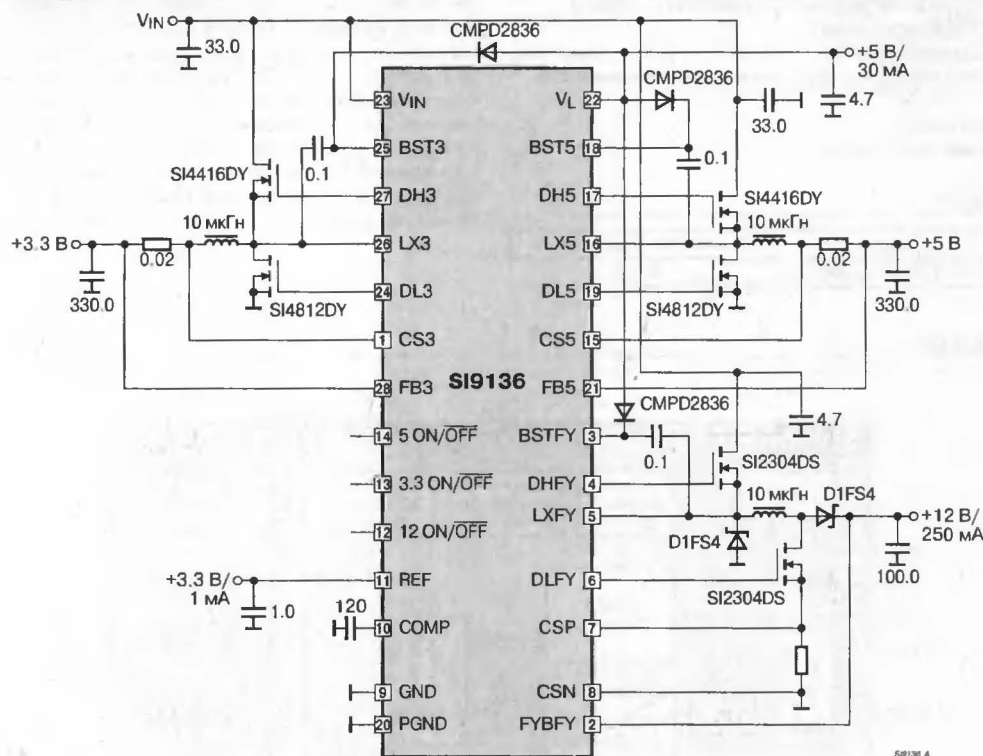 VIN
33.0
CMPD2836
+5 В/
30 мА
CMPD2836
4.7
33.0
23 VIN
VL 22
25 BST3
BST5 18
0.1
0.1
SI4416DY
27 DH3
DH5 17
SI4416DY
10 мкГн
10 мкГн
+3.3 В
0.02
26 LX3
LX5 16
0.02
+5 В
330.0
SI4812DY
24 DL3
DL5 19
SI4812DY
330.0
1 CS3
CS5 15
SI9136
28 FB3
FB5 21
CMPD2836
4.7
14 5 ON/OFF
BSTFY 3
0.1
SI2304DS
13 3.3 ON/OFF
DHFY 4
10 мкГн
D1FS4
LXFY 5
+12 В/
250 мА
12 12 ON/OFF
D1FS4
100.0
+3.3 В/
1 мА
11 REF
DLFY 6
SI2304DS
1.0
120
10 COMP
CSP 7
9 GND
CSN 8
20 PGND
FYBFY 2
SI9136 A